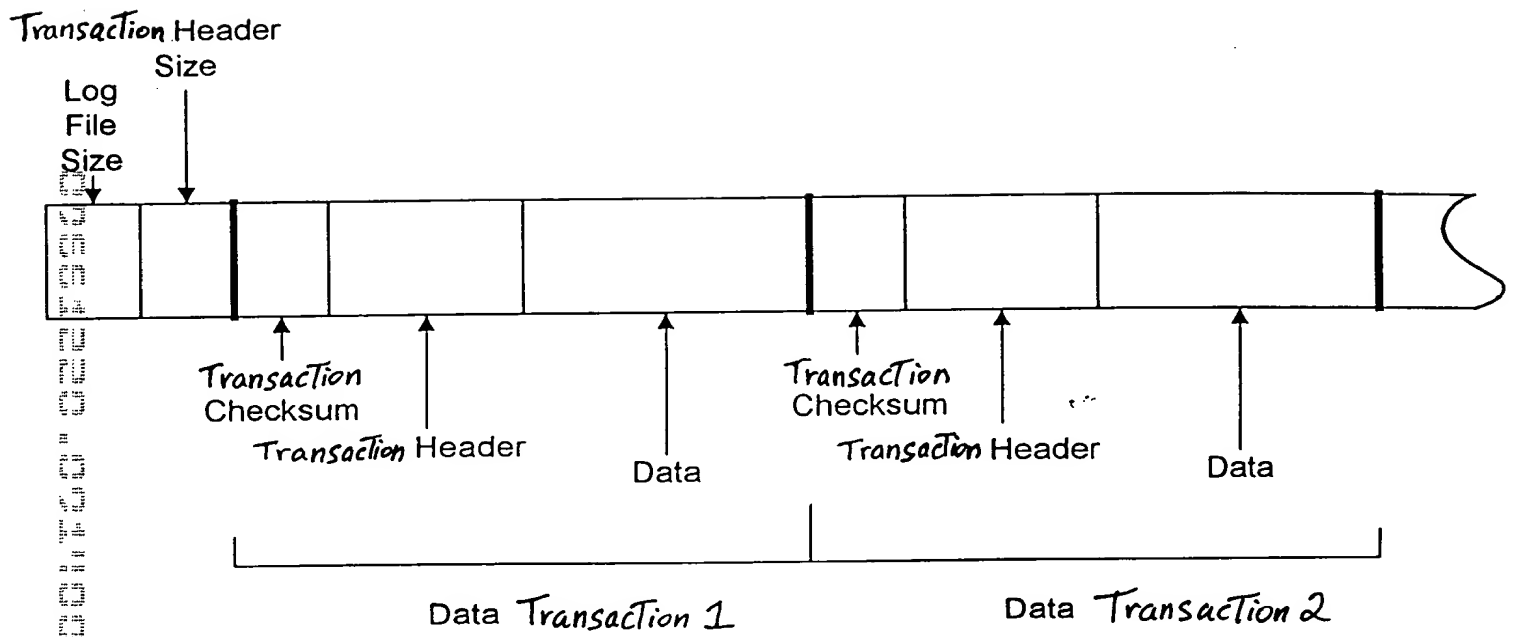 Transaction Header
Size
Log
File
Size
Transaction
Checksum
Transaction Header
Data
Transaction
Checksum
Transaction Header
Data
Data Transaction 1
Data Transaction 2